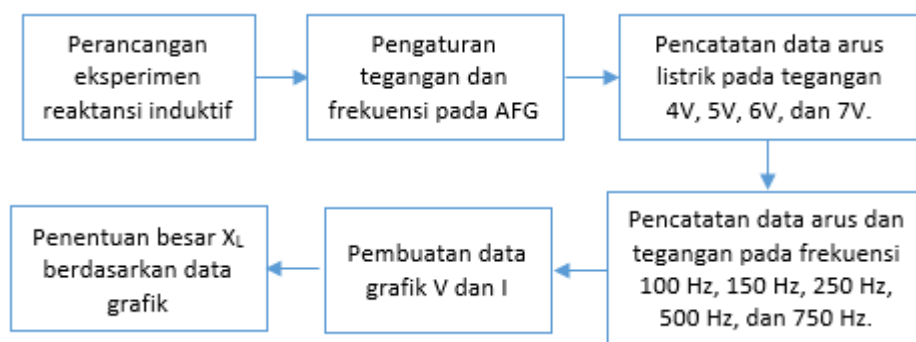 Perancangan
eksperimen
reaktansi induktif
Pengaturan
tegangan dan
frekuensi pada AFG
Pencatatan data arus
listrik pada tegangan
4V, 5V, 6V, dan 7V.
Pencatatan data arus dan
tegangan pada frekuensi
100 Hz, 150 Hz, 250 Hz,
500 Hz, dan 750 Hz.
Pembuatan data
grafik V dan I
Penentuan besar X_L
berdasarkan data
grafik